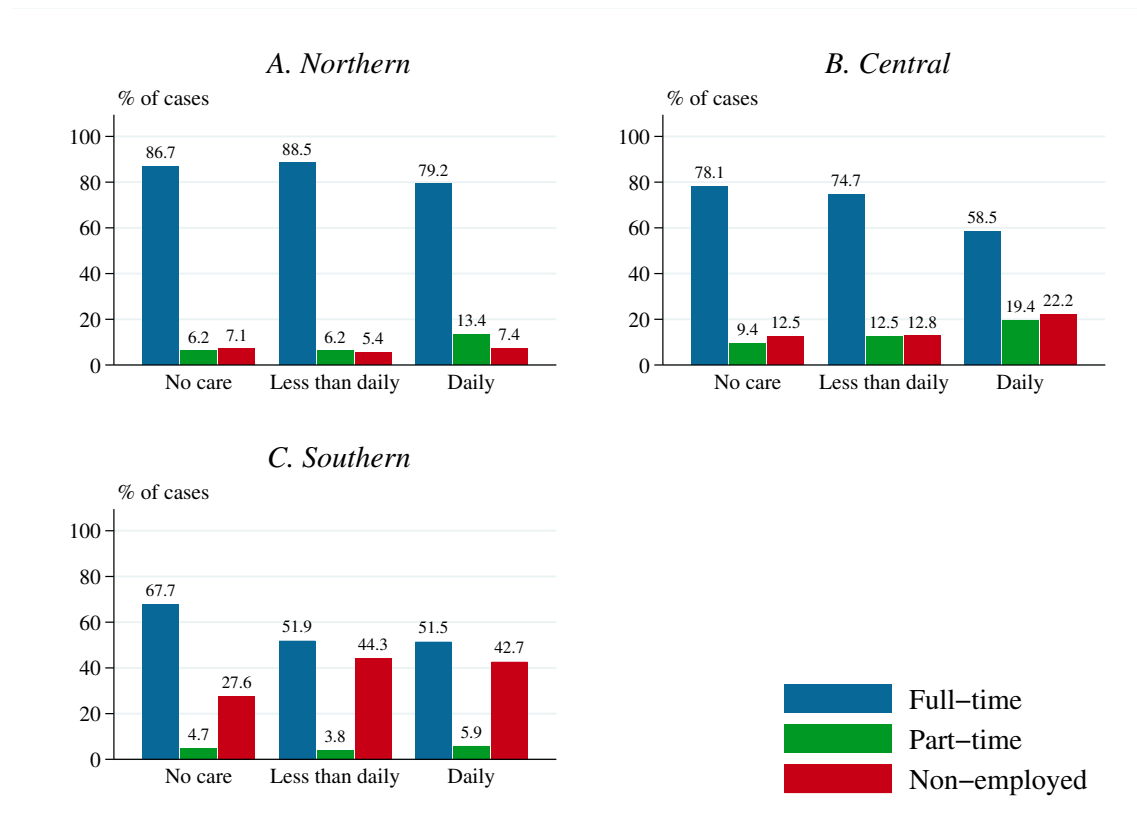 A. Northern
% of cases
100
80
60
40
20
0
86.7
6.2
7.1
88.5
6.2
5.4
79.2
13.4
7.4
No care
Less than daily
Daily
B. Central
% of cases
100
80
60
40
20
0
78.1
9.4
12.5
74.7
12.5
12.8
58.5
19.4
22.2
No care
Less than daily
Daily
C. Southern
% of cases
100
80
60
40
20
0
67.7
4.7
27.6
51.9
3.8
44.3
51.5
5.9
42.7
No care
Less than daily
Daily
Full−time
Part−time
Non−employed